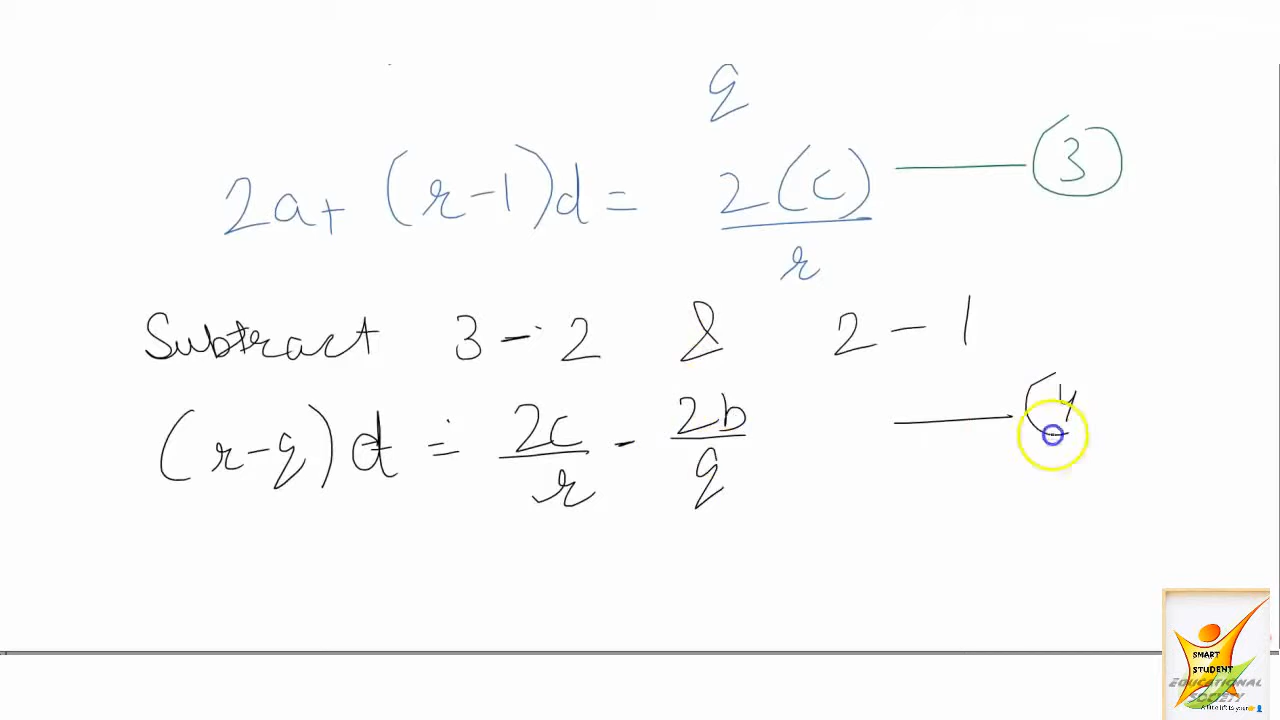 q
2a+ (r-1)d = 2(c)/r — 3
Subtract 3 - 2 & 2 - 1
(r-q)d = 2c/r - 2b/q — 4
SMART
STUDENT
EDUCATIONAL
SOCIETY